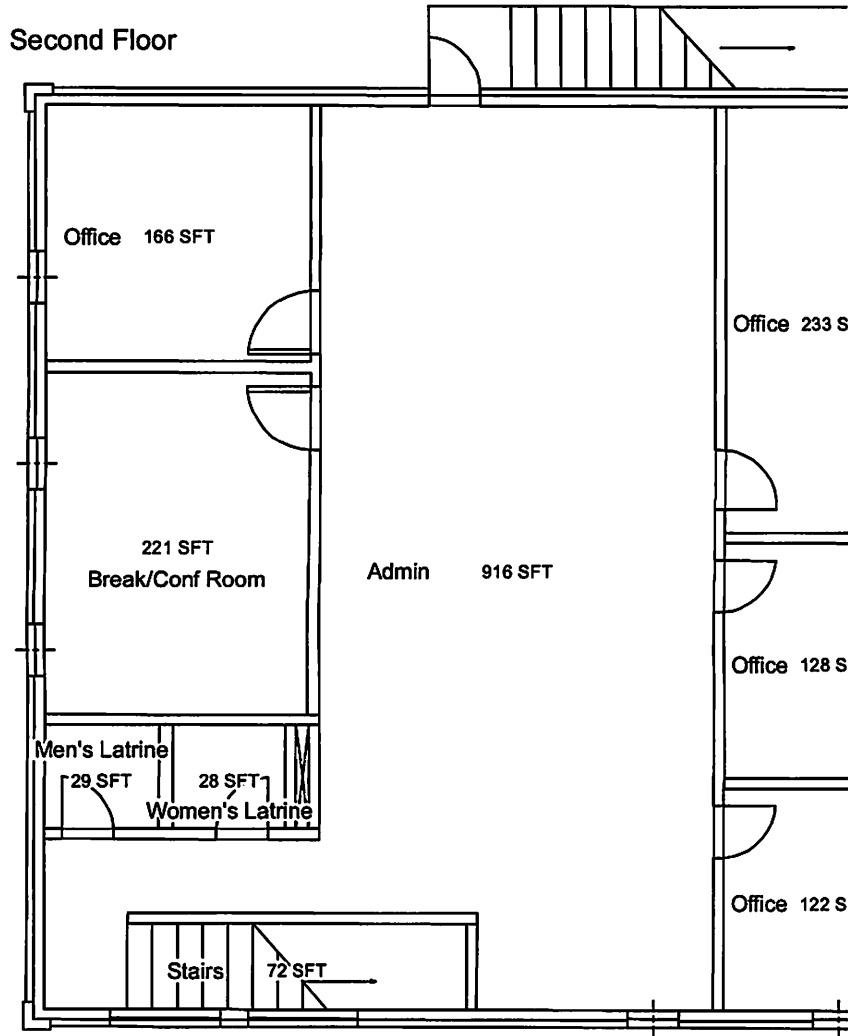 Second Floor
Office 166 SFT
Office 233 S
221 SFT
Break/Conf Room
Admin 916 SFT
Office 128 S
Men's Latrine
29 SFT
28 SFT
Women's Latrine
Office 122 S
Stairs 72 SFT